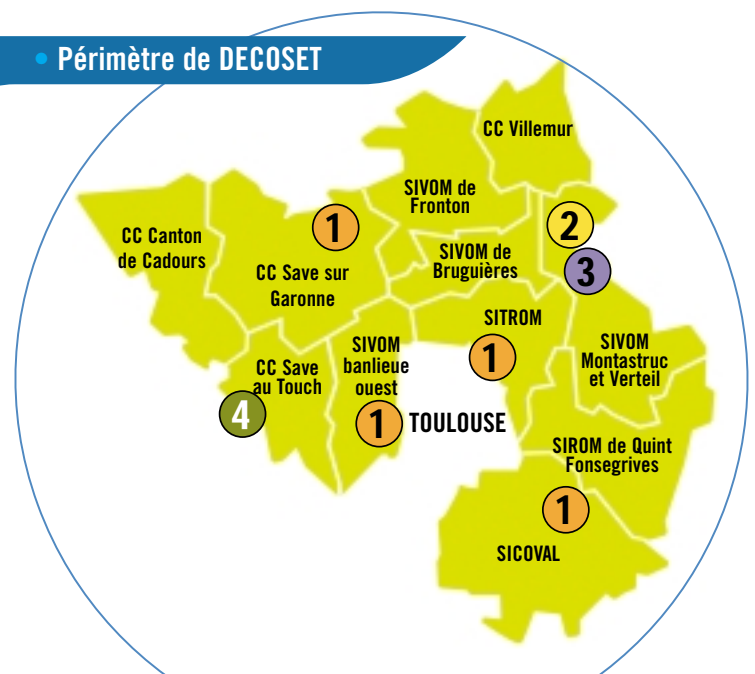 • Périmètre de DECOSET
CC Villemur
SIVOM de
Fronton
CC Canton
de Cadours
1
2
SIVOM de
Bruguières
3
CC Save sur
Garonne
SITROM
SIVOM
banlieue
ouest
1
SIVOM
Montastruc
et Verteil
CC Save
au Touch
4
1
TOULOUSE
SIROM de Quint
Fonsegrives
1
SICOVAL